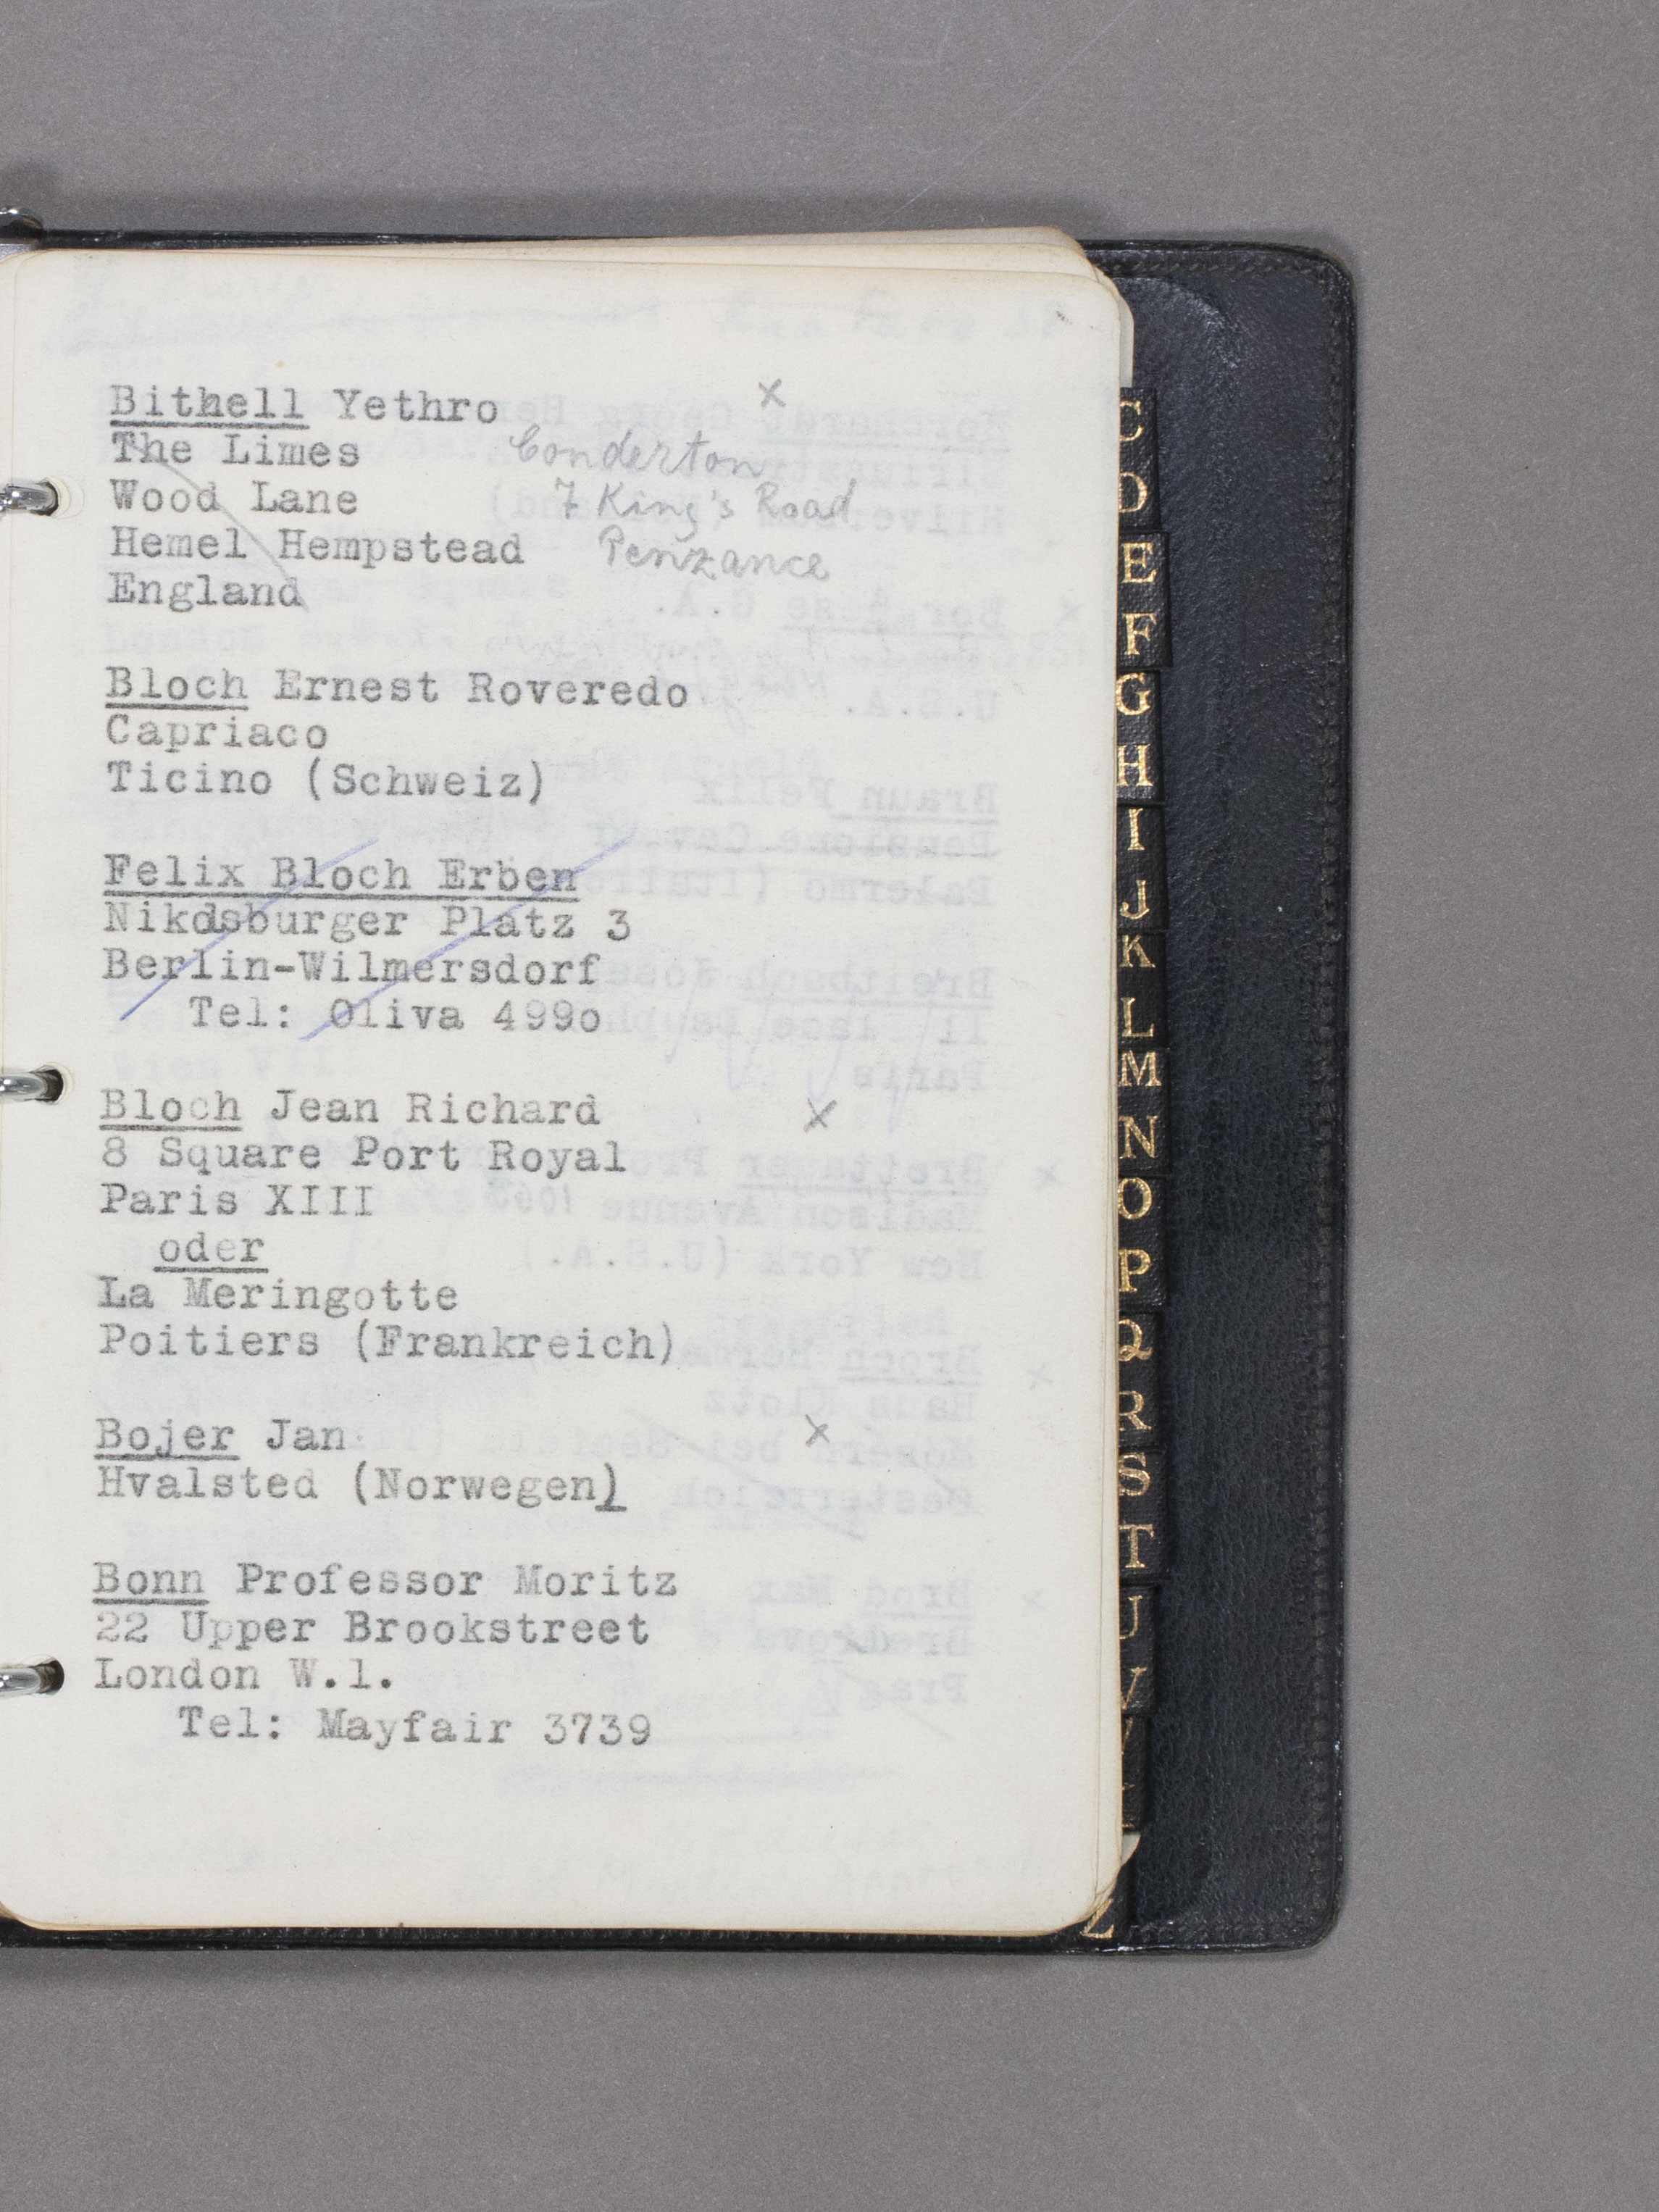 Bithell Yethro x
The Limes
Wood Lane
Hemel Hempstead
England
Conderton
7 King's Road
Penzance
Bloch Ernest Roveredo
Capriaco
Ticino (Schweiz)
Felix Bloch Erben
Nikolsburger Platz 3
Berlin-Wilmersdorf
Tel: Oliva 499o
Bloch Jean Richard x
8 Square Port Royal
Paris XIII
oder
La Meringotte
Poitiers (Frankreich)
Bojer Jan x
Hvalsted (Norwegen)
Bonn Professor Moritz
22 Upper Brookstreet
London W.l.
Tel: Mayfair 3739
C
D
E
F
G
H
I
J
K
L
M
N
O
P
Q
R
S
T
U
V
Z